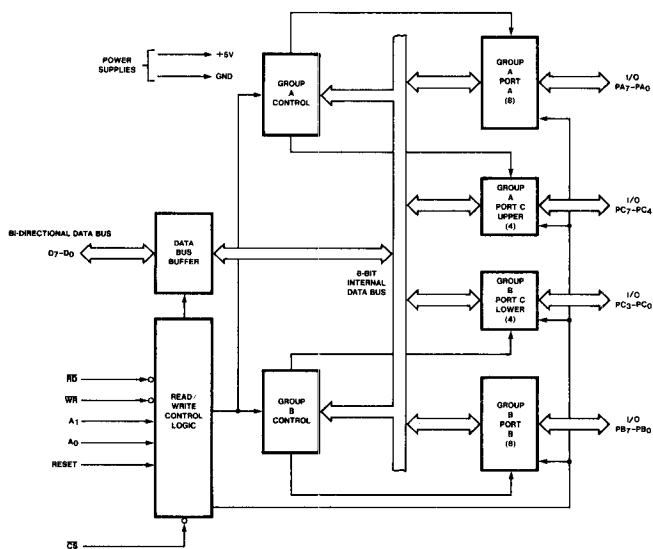 POWER
SUPPLIES
+5V
GND
GROUP
A
CONTROL
GROUP
A
PORT
A
(8)
I/O
PA7-PA0
GROUP
A
PORT C
UPPER
(4)
I/O
PC7-PC4
BI-DIRECTIONAL DATA BUS
D7-D0
DATA
BUS
BUFFER
8-BIT
INTERNAL
DATA BUS
GROUP
B
PORT C
LOWER
(4)
I/O
PC3-PC0
RD
WR
A1
A0
RESET
READ/
WRITE
CONTROL
LOGIC
GROUP
B
CONTROL
GROUP
B
PORT
B
(8)
I/O
PB7-PB0
CS